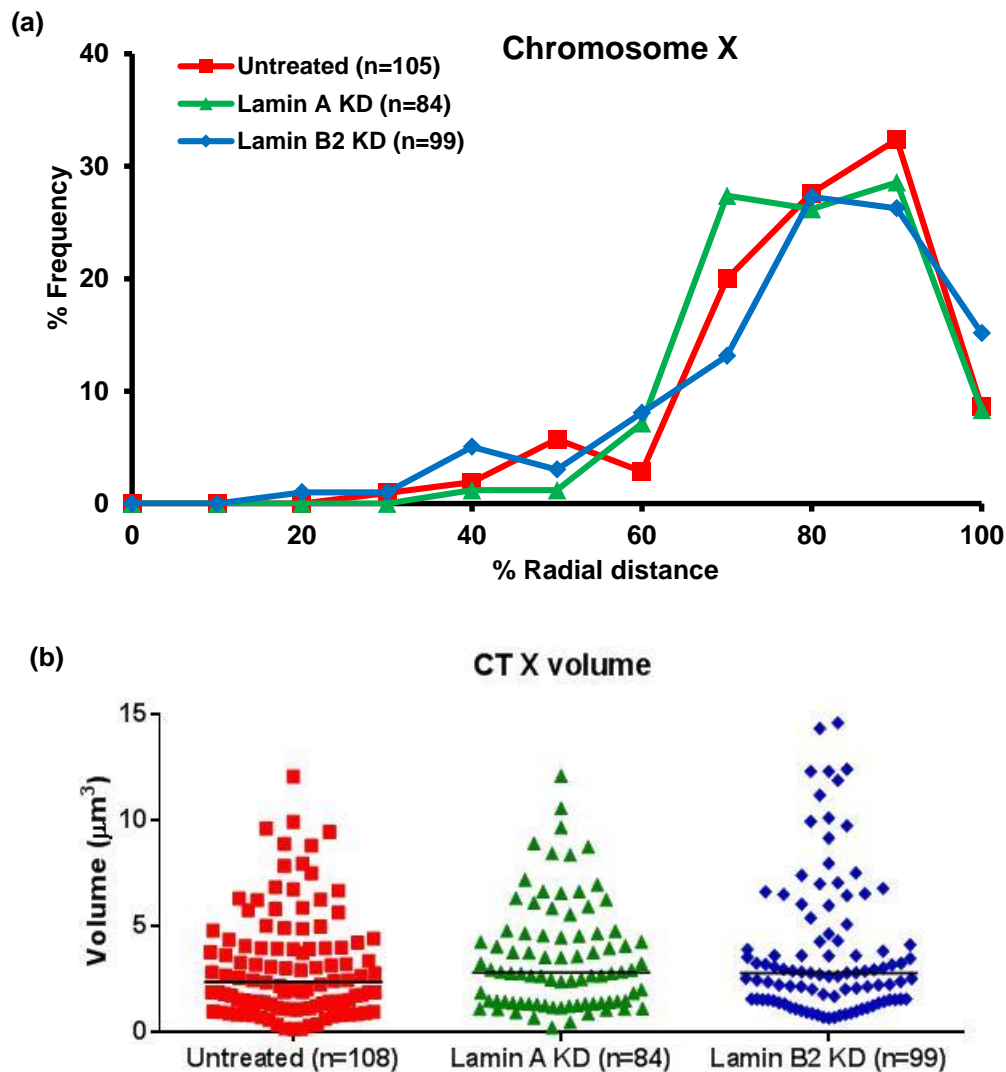 (a)
Chromosome X
Untreated (n=105)
Lamin A KD (n=84)
Lamin B2 KD (n=99)
% Frequency
40
30
20
10
0
0 20 40 60 80 100
% Radial distance
(b)
CT X volume
Volume (µm³)
15
10
5
0
Untreated (n=108) Lamin A KD (n=84) Lamin B2 KD (n=99)